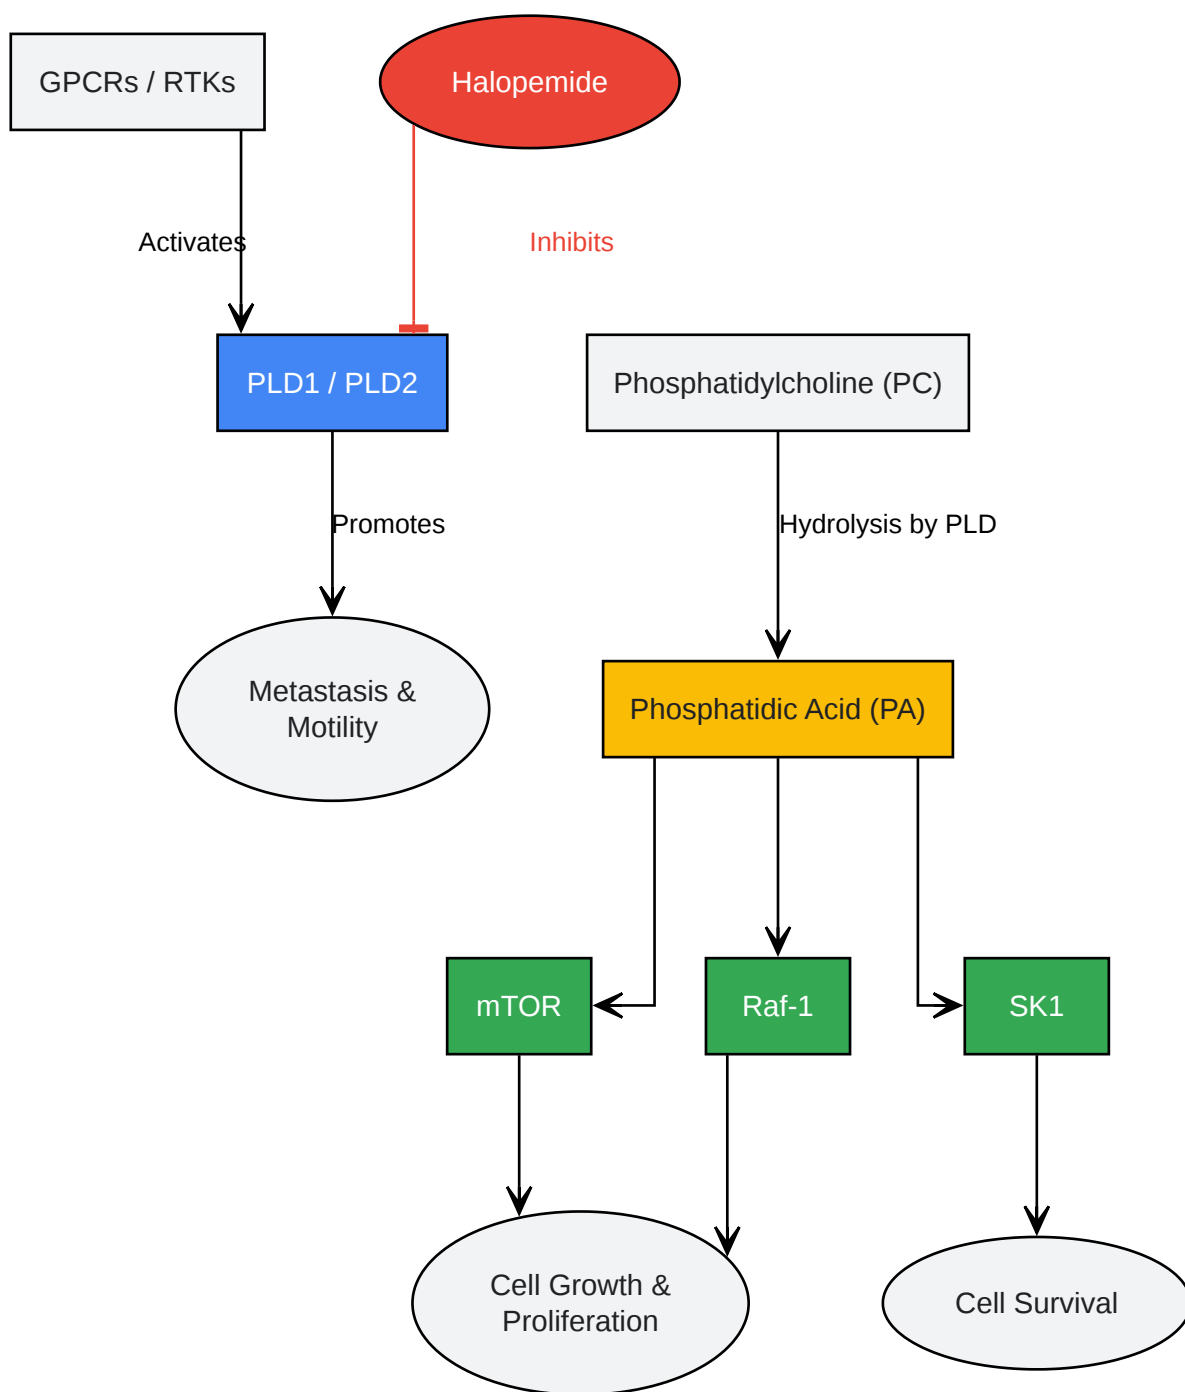 GPCRs / RTKs
Halopemide
Activates
Inhibits
PLD1 / PLD2
Phosphatidylcholine (PC)
Promotes
Hydrolysis by PLD
Metastasis &
Motility
Phosphatidic Acid (PA)
mTOR
Raf-1
SK1
Cell Growth &
Proliferation
Cell Survival